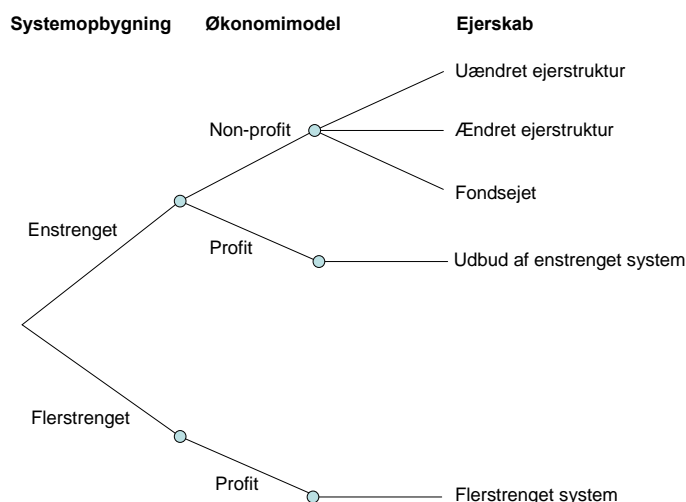 Systemopbygning Økonomimodel Ejerskab
Uændret ejerstruktur
Non-profit Ændret ejerstruktur
Fondsejet
Enstrenget
Profit Udbud af enstrenget system
Flerstrenget
Profit Flerstrenget system